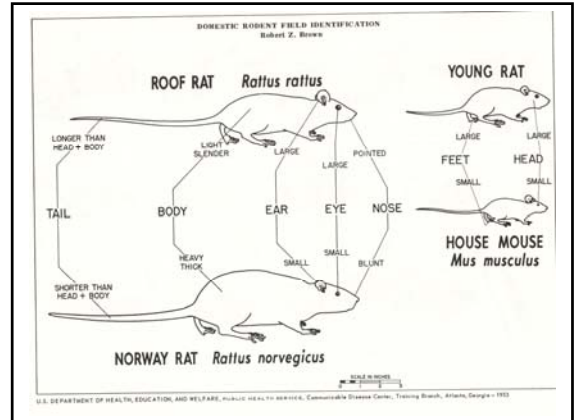 DOMESTIC RODENT FIELD IDENTIFICATION
Robert Z. Brown
ROOF RAT Rattus rattus
YOUNG RAT
LONGER THAN
HEAD + BODY
LIGHT
SLENDER
LARGE
LARGE
POINTED
LARGE
LARGE
FEET
HEAD
SMALL
SMALL
TAIL
BODY
EAR
EYE
NOSE
HOUSE MOUSE
Mus musculus
HEAVY
THICK
SMALL
SMALL
BLUNT
SHORTER THAN
HEAD + BODY
NORWAY RAT Rattus norvegicus
SCALE IN INCHES
U.S. DEPARTMENT OF HEALTH, EDUCATION, AND WELFARE, PUBLIC HEALTH SERVICE, Communicable Disease Center, Training Branch, Atlanta, Georgia - 1953